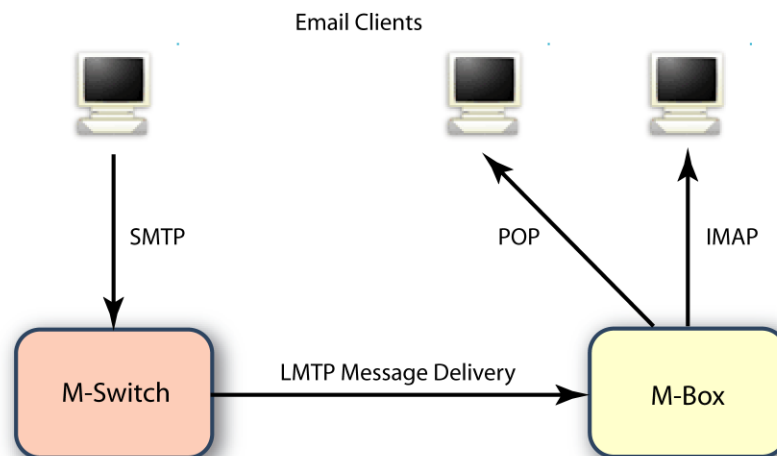 Email Clients
SMTP
POP
IMAP
M-Switch
LMTP Message Delivery
M-Box